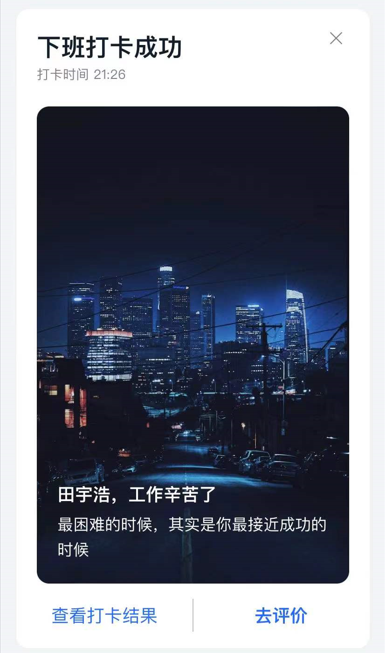 下班打卡成功
打卡时间 21:26
田宇浩，工作辛苦了
最困难的时候，其实是你最接近成功的
时候
查看打卡结果
去评价